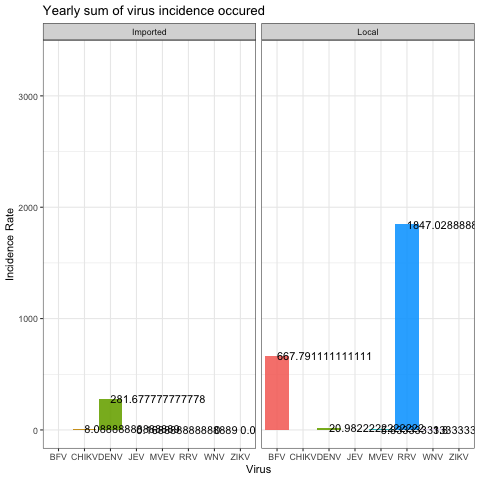 Yearly sum of virus incidence occured
Imported
Local
3000
2000
1000
0
Incidence Rate
1847.0288888
667.791111111111
281.677777777778
20.9822222222222
BFV CHIKV DENV JEV MVEV RRV WNV ZIKV
BFV CHIKV DENV JEV MVEV RRV WNV ZIKV
Virus